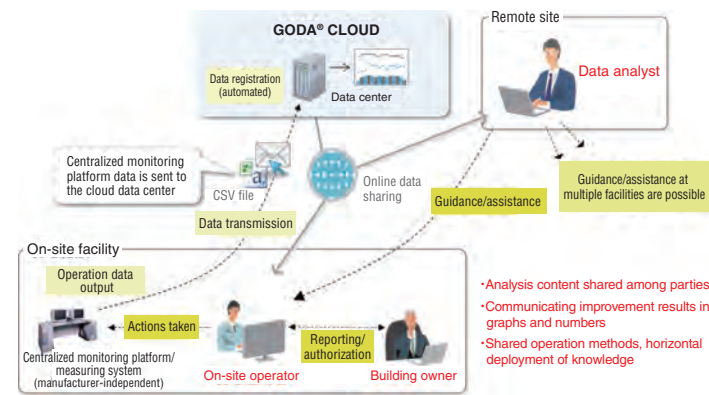 GODA® CLOUD
Data registration
(automated)
Data center
Remote site
Data analyst
Centralized monitoring
platform data is sent to
the cloud data center
CSV file
Online data
sharing
Guidance/assistance
Guidance/assistance at
multiple facilities are possible
Data transmission
On-site facility
Operation data
output
Actions taken
Reporting/
authorization
Centralized monitoring platform/
measuring system
(manufacturer-independent)
On-site operator
Building owner
・Analysis content shared among parties
・Communicating improvement results in
graphs and numbers
・Shared operation methods, horizontal
deployment of knowledge